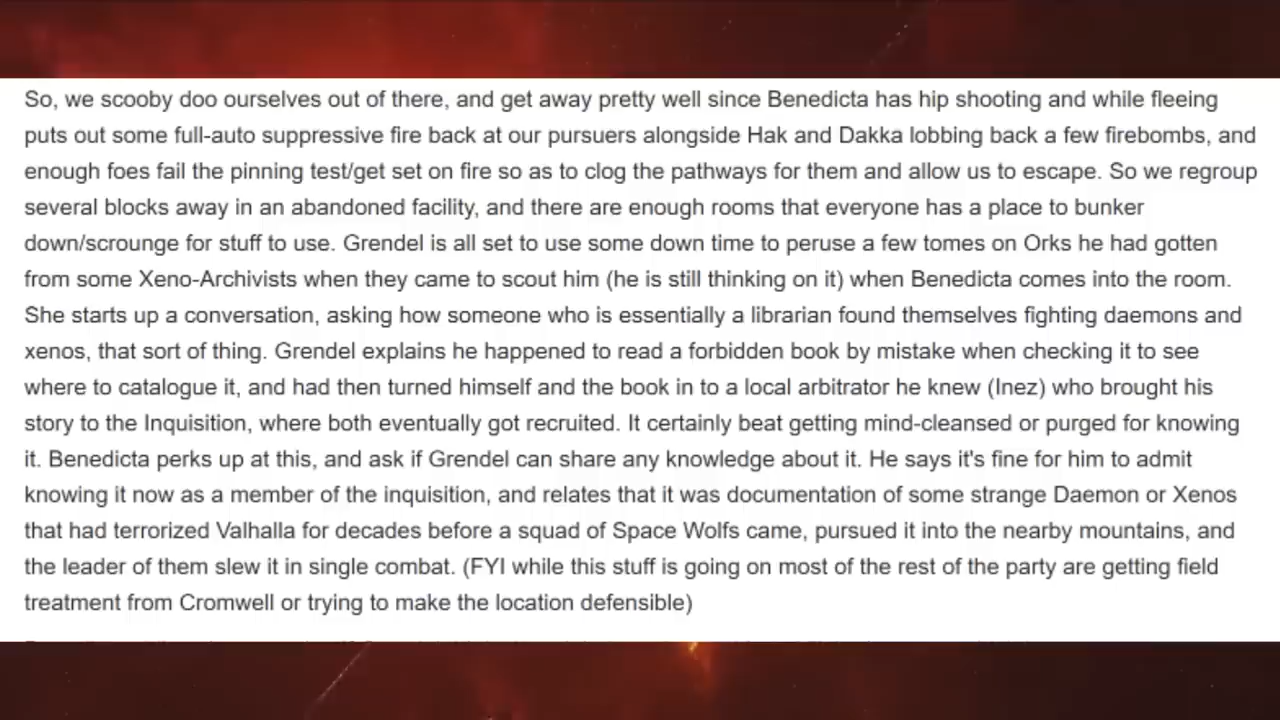 So, we scooby doo ourselves out of there, and get away pretty well since Benedicta has hip shooting and while fleeing
puts out some full-auto suppressive fire back at our pursuers alongside Hak and Dakka lobbing back a few firebombs, and
enough foes fail the pinning test/get set on fire so as to clog the pathways for them and allow us to escape. So we regroup
several blocks away in an abandoned facility, and there are enough rooms that everyone has a place to bunker
down/scrounge for stuff to use. Grendel is all set to use some down time to peruse a few tomes on Orks he had gotten
from some Xeno-Archivists when they came to scout him (he is still thinking on it) when Benedicta comes into the room.
She starts up a conversation, asking how someone who is essentially a librarian found themselves fighting daemons and
xenos, that sort of thing. Grendel explains he happened to read a forbidden book by mistake when checking it to see
where to catalogue it, and had then turned himself and the book in to a local arbitrator he knew (Inez) who brought his
story to the Inquisition, where both eventually got recruited. It certainly beat getting mind-cleansed or purged for knowing
it. Benedicta perks up at this, and ask if Grendel can share any knowledge about it. He says it's fine for him to admit
knowing it now as a member of the inquisition, and relates that it was documentation of some strange Daemon or Xenos
that had terrorized Valhalla for decades before a squad of Space Wolfs came, pursued it into the nearby mountains, and
the leader of them slew it in single combat. (FYI while this stuff is going on most of the rest of the party are getting field
treatment from Cromwell or trying to make the location defensible)